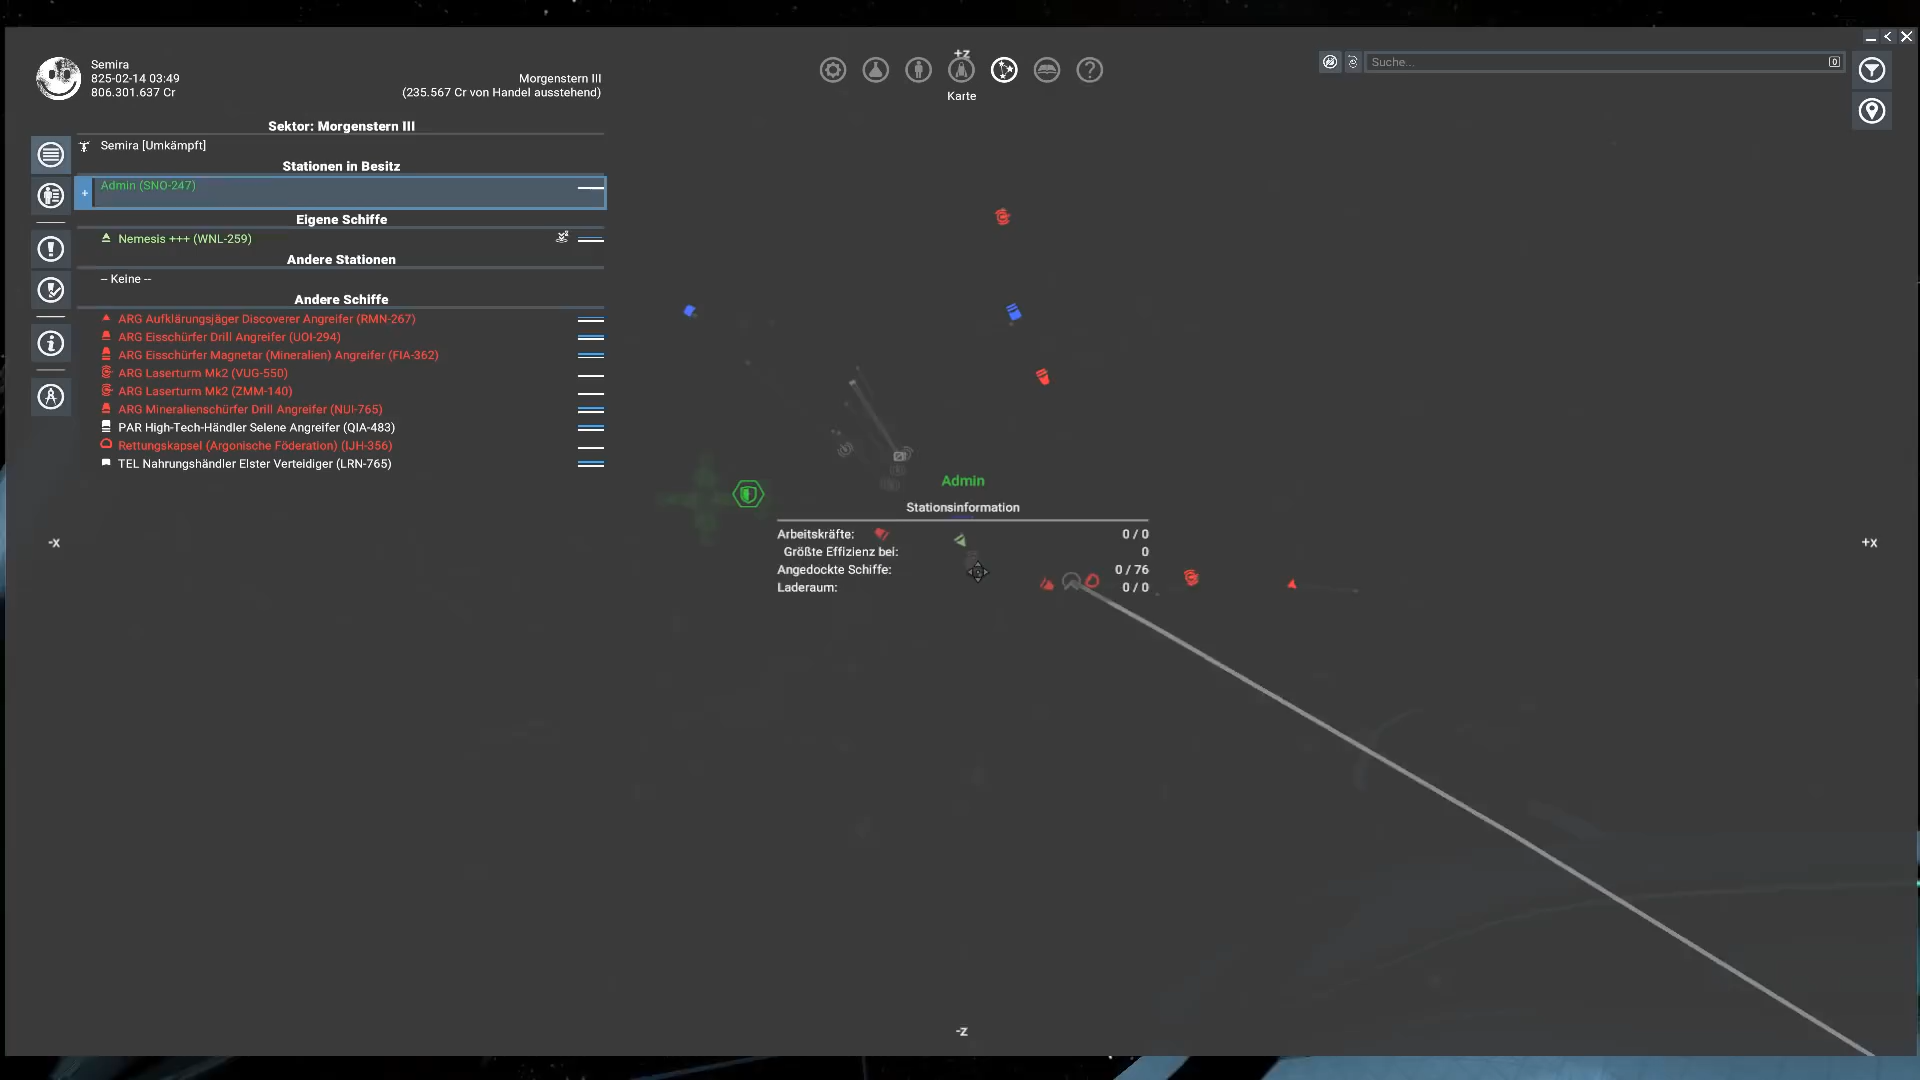 Semira
825-02-14 03:49
806.301.637 Cr
Morgenstern III
(235.567 Cr von Handel ausstehend)
+z
Karte
Suche...
0
Sektor: Morgenstern III
Semira [Umkämpft]
Stationen in Besitz
+ Admin (SNO-247)
Eigene Schiffe
Nemesis +++ (WNL-259)
Andere Stationen
-- Keine --
Andere Schiffe
ARG Aufklärungsjäger Discoverer Angreifer (RMN-267)
ARG Eisschürfer Drill Angreifer (UOI-294)
ARG Eisschürfer Magnetar (Mineralien) Angreifer (FIA-362)
ARG Laserturm Mk2 (VUG-550)
ARG Laserturm Mk2 (ZMM-140)
ARG Mineralienschürfer Drill Angreifer (NUI-765)
PAR High-Tech-Händler Selene Angreifer (QIA-483)
Rettungskapsel (Argonische Föderation) (IJH-356)
TEL Nahrungshändler Elster Verteidiger (LRN-765)
Admin
Stationsinformation
Arbeitskräfte: 0 / 0
Größte Effizienz bei: 0
Angedockte Schiffe: 0 / 76
Laderaum: 0 / 0
-x
+x
-z